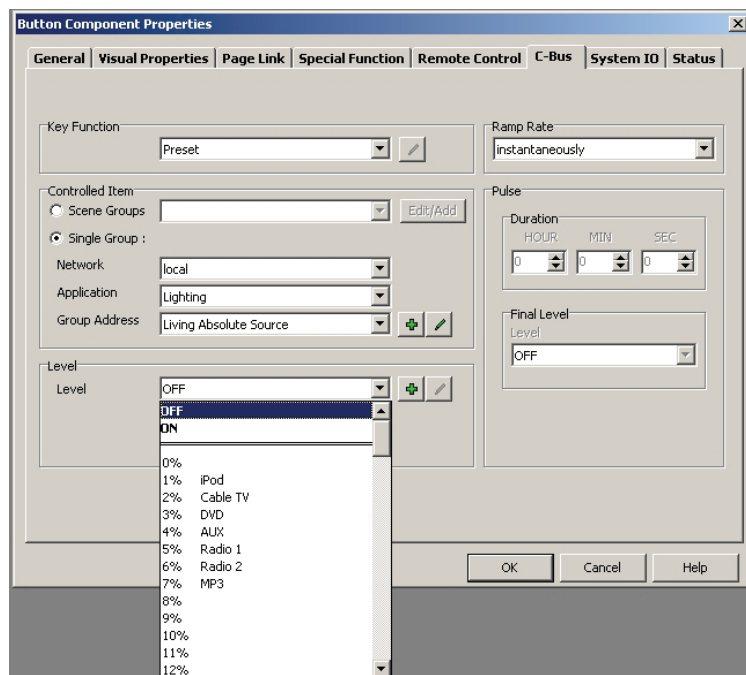 Button Component Properties
General Visual Properties Page Link Special Function Remote Control C-Bus System IO Status
Key Function
Preset
Ramp Rate
instantaneously
Controlled Item
Scene Groups
Edit/Add
Single Group :
Network
local
Application
Lighting
Group Address
Living Absolute Source
Pulse
Duration
HOUR MIN SEC
0 0 0
Final Level
Level
OFF
Level
Level
OFF
OFF
ON
0%
1% iPod
2% Cable TV
3% DVD
4% AUX
5% Radio 1
6% Radio 2
7% MP3
8%
9%
10%
11%
12%
OK Cancel Help